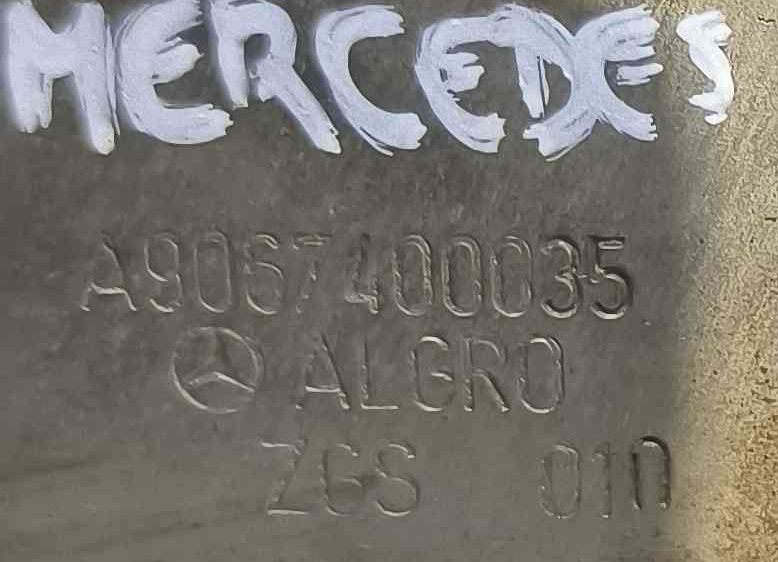 MERCEDES
A9067400035
ALGRO
ZGS 010